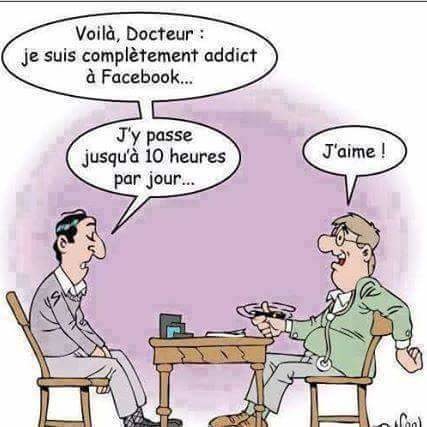 Voilà, Docteur :
je suis complètement addict
à Facebook...
J'y passe
jusqu'à 10 heures
par jour...
J'aime !